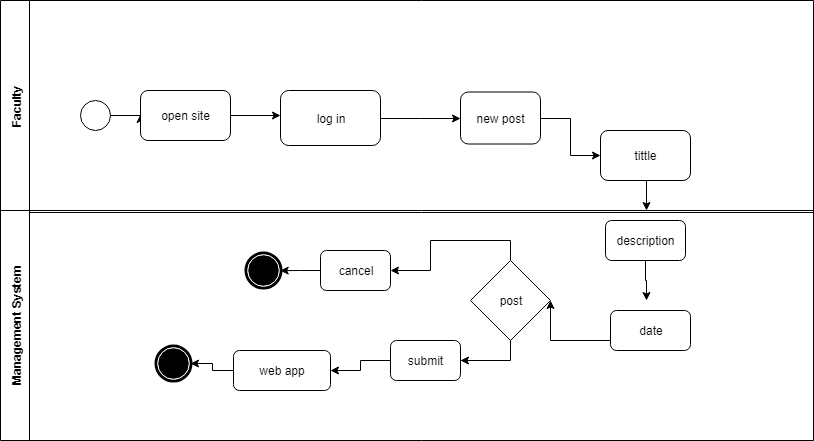 Faculty
open site
log in
new post
tittle
Management System
description
cancel
post
date
submit
web app